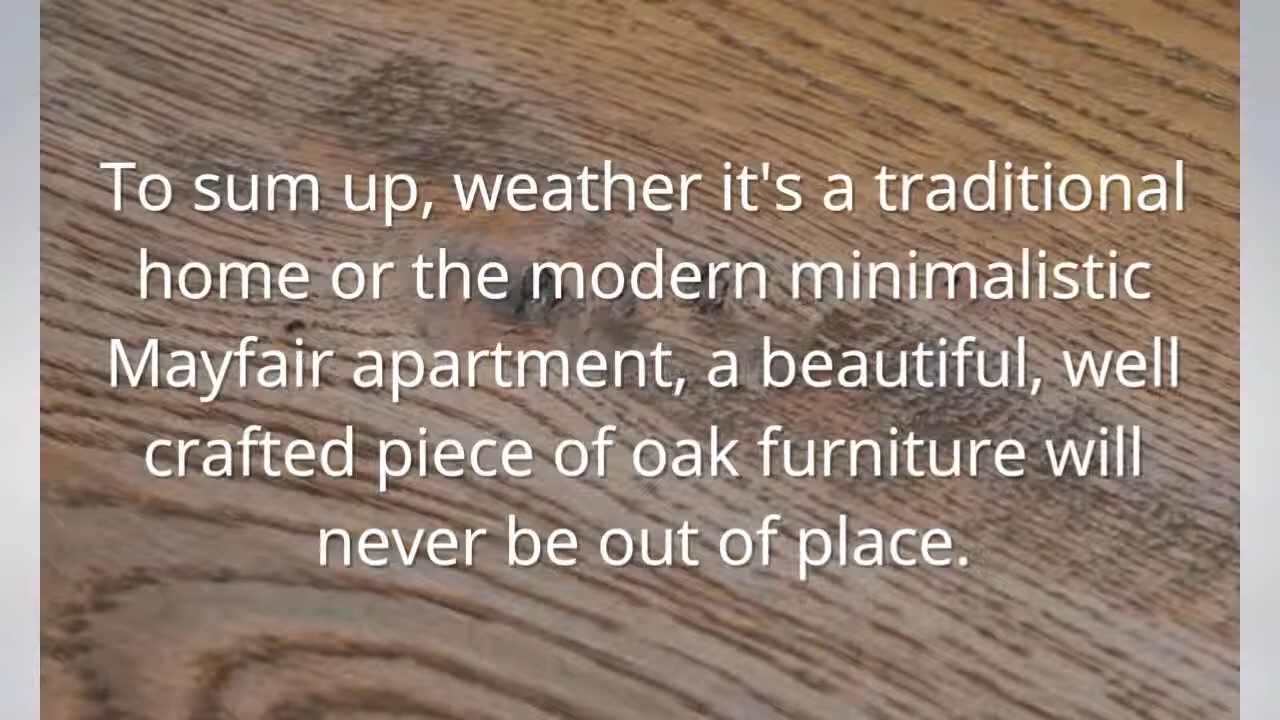 To sum up, weather it's a traditional
home or the modern minimalistic
Mayfair apartment, a beautiful, well
crafted piece of oak furniture will
never be out of place.